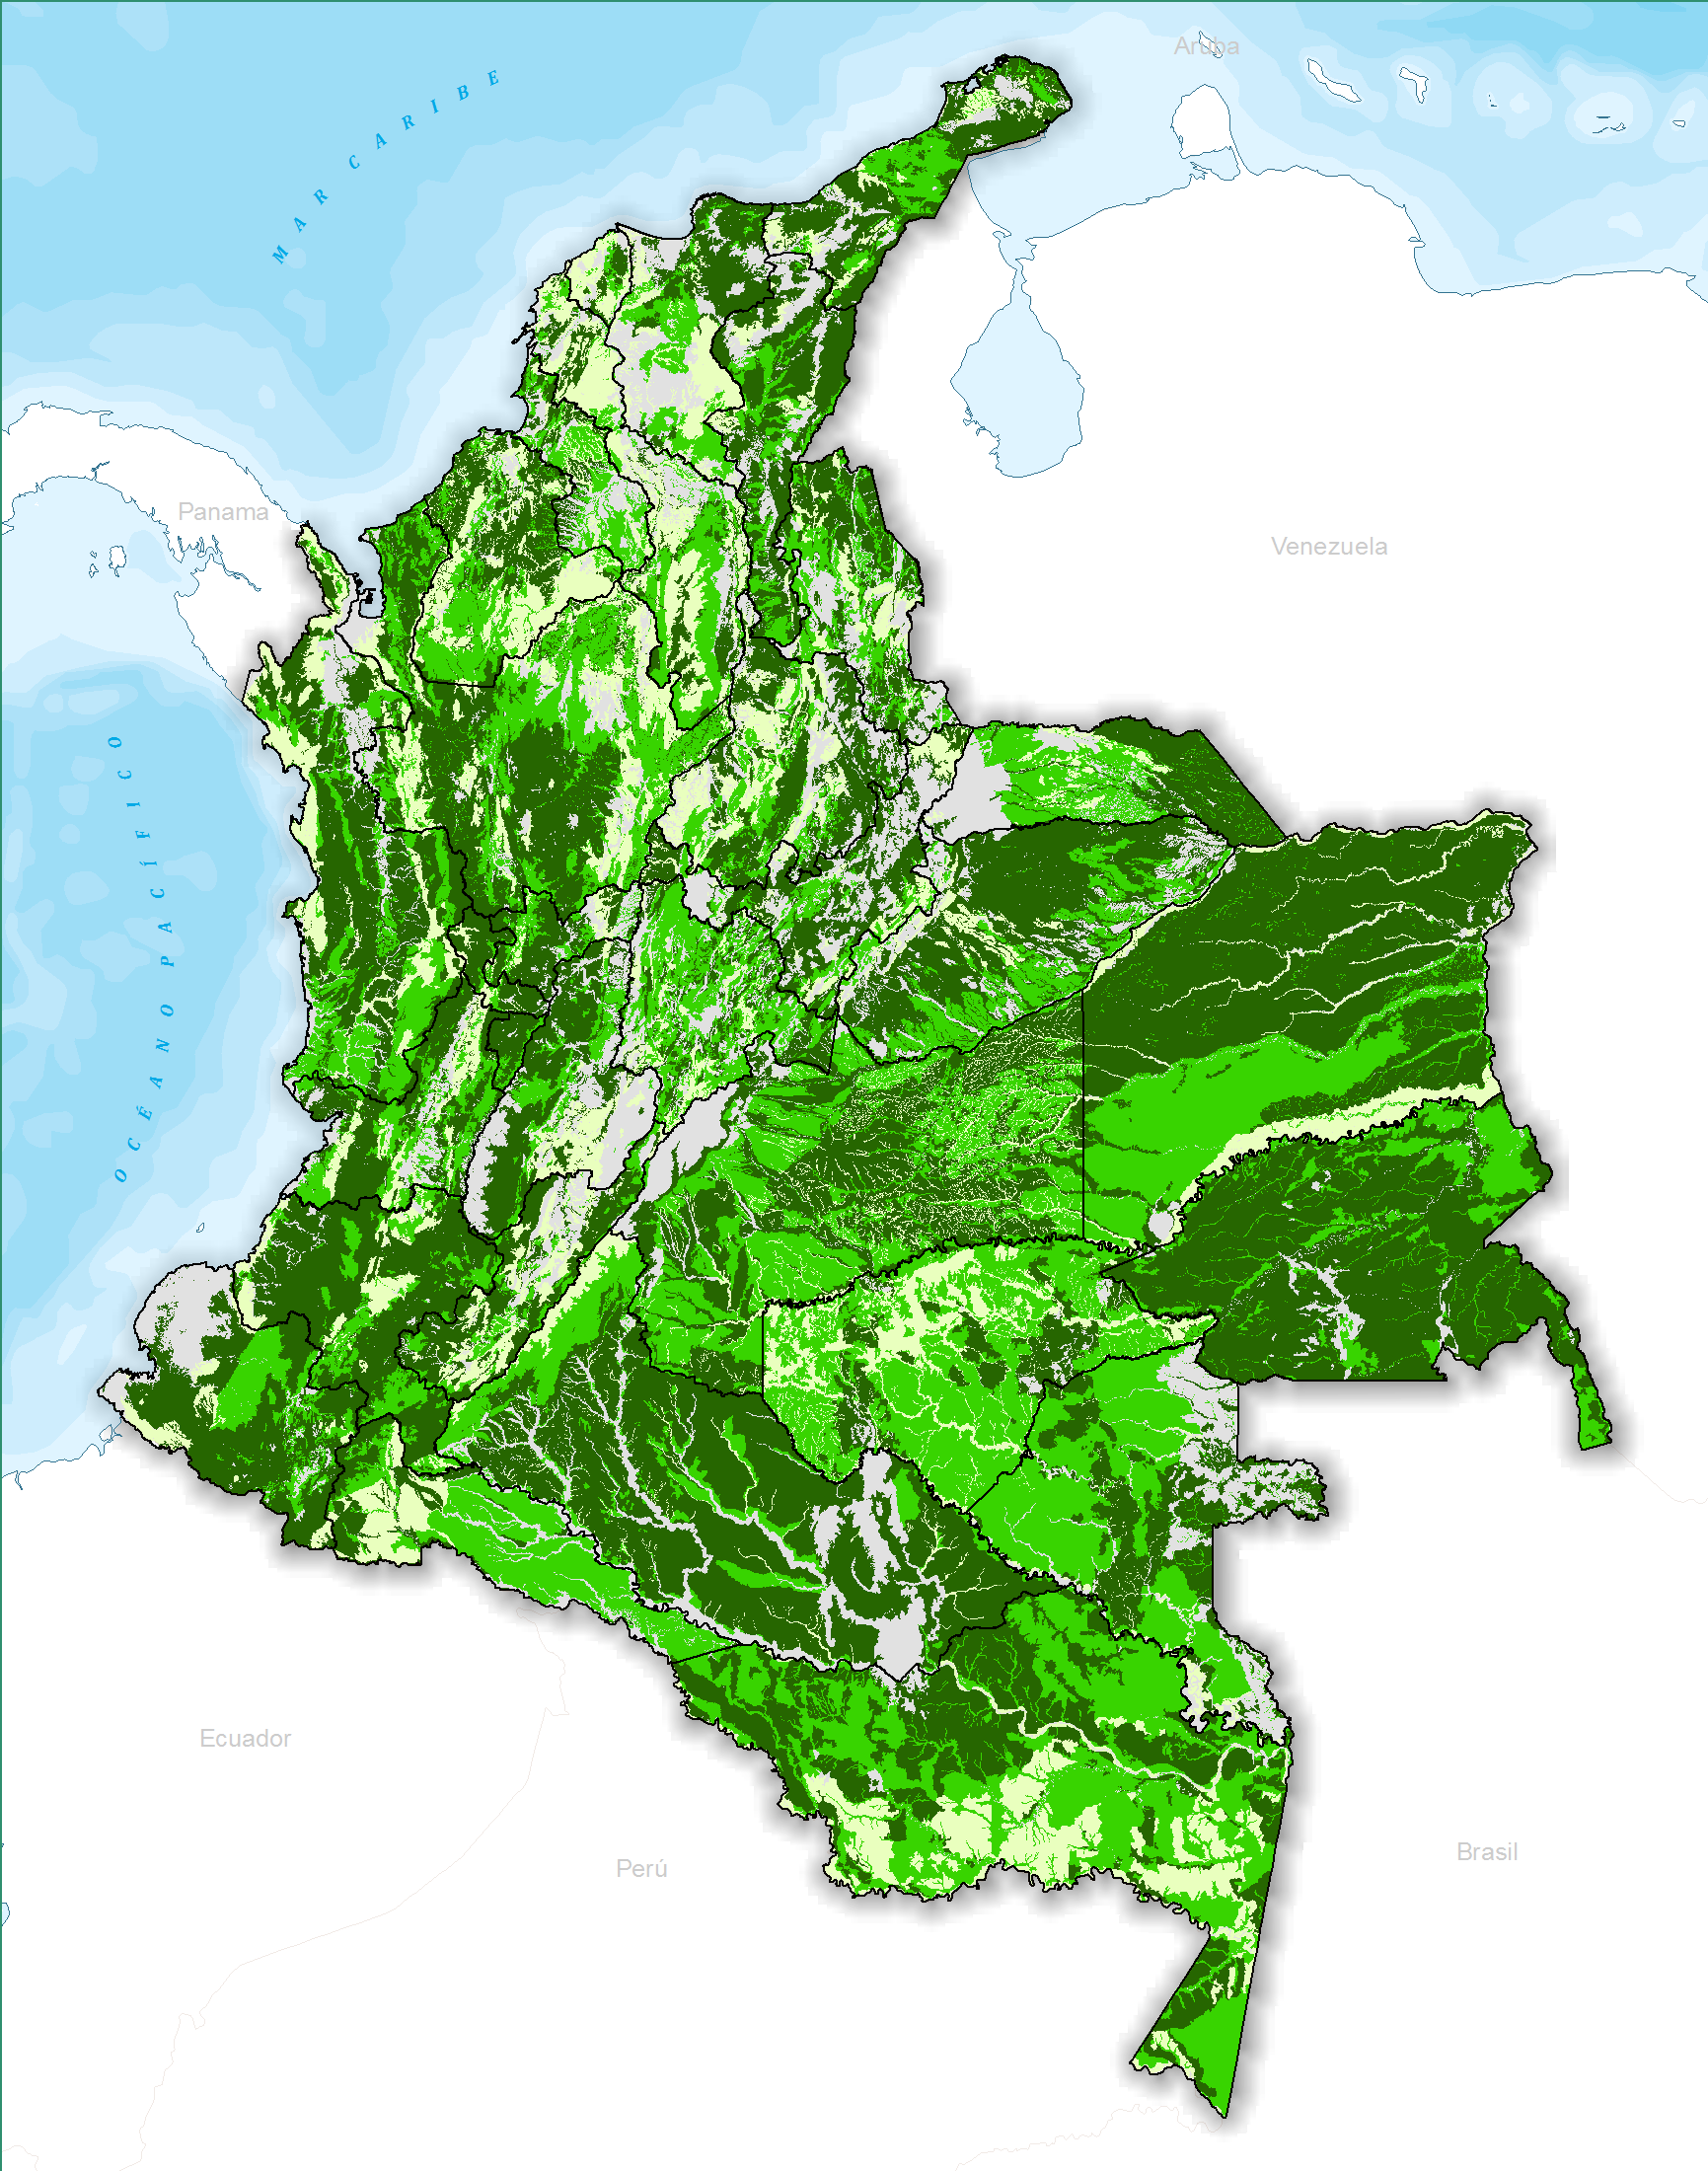 Aruba
MAR CARIBE
Panama
Venezuela
OCÉANO PACÍFICO
Ecuador
Perú
Brasil